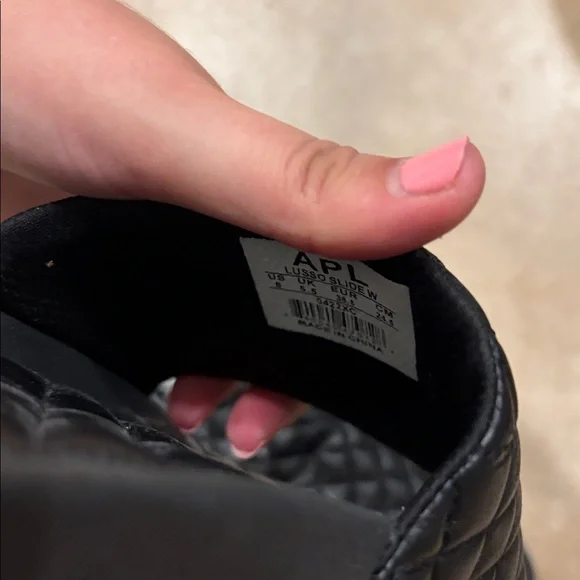 APL
LUSSO SLIDE W
US UK EUR CM
8 5.5 38.5 24.5
MADE IN CHINA